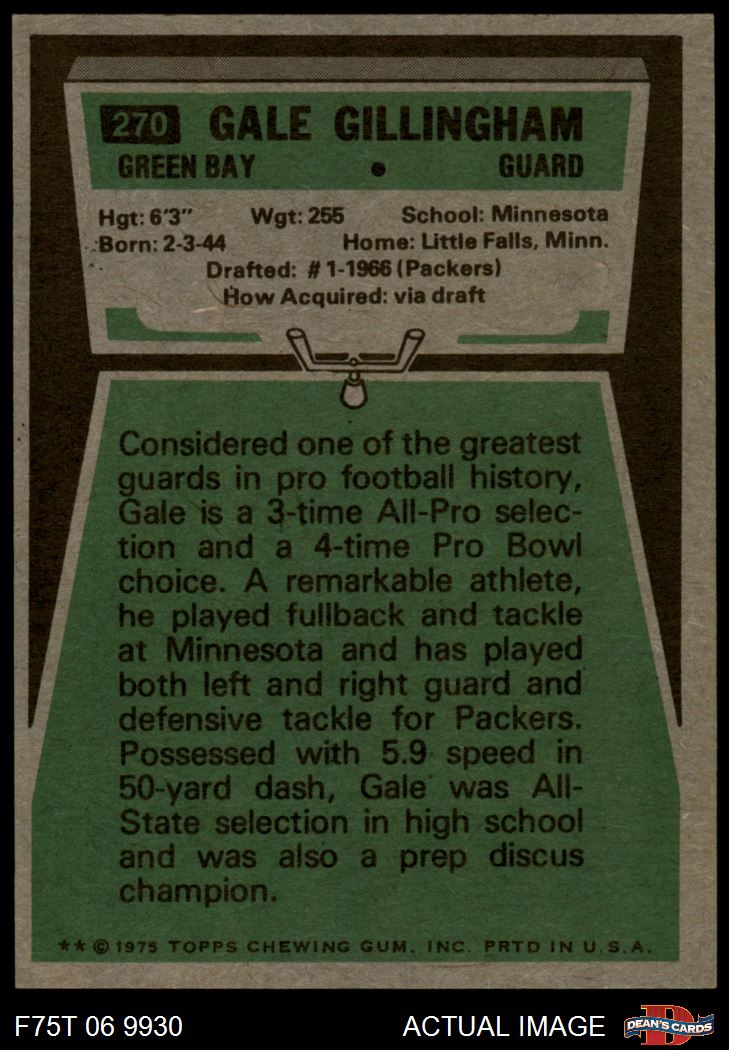 270 GALE GILLINGHAM
GREEN BAY • GUARD
Hgt: 6'3" Wgt: 255 School: Minnesota
Born: 2-3-44 Home: Little Falls, Minn.
Drafted: #1-1966 (Packers)
How Acquired: via draft
Considered one of the greatest
guards in pro football history,
Gale is a 3-time All-Pro selec-
tion and a 4-time Pro Bowl
choice. A remarkable athlete,
he played fullback and tackle
at Minnesota and has played
both left and right guard and
defensive tackle for Packers.
Possessed with 5.9 speed in
50-yard dash, Gale was All-
State selection in high school
and was also a prep discus
champion.
** © 1975 TOPPS CHEWING GUM, INC. PRTD IN U.S.A.
F75T 06 9930 ACTUAL IMAGE DEAN'S CARDS